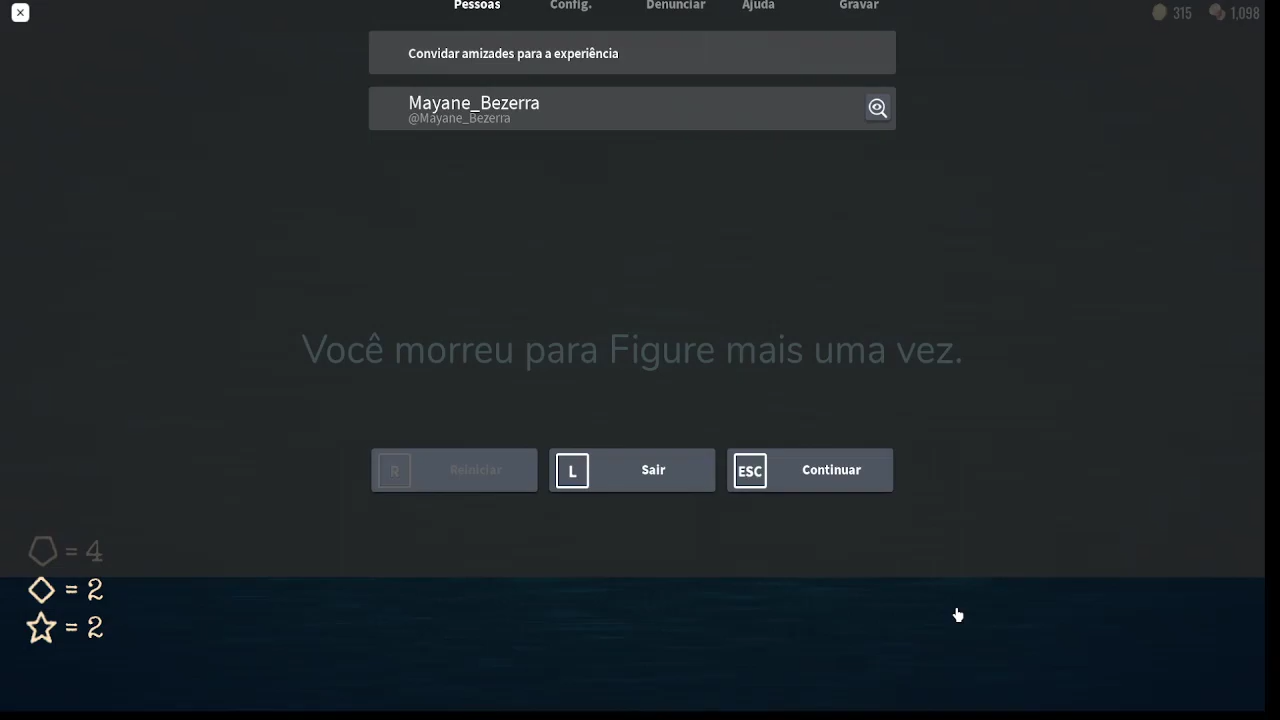 Pessoas Config. Denunciar Ajuda Gravar
315 1,098
Convidar amizades para a experiência
Mayane_Bezerra
@Mayane_Bezerra
Você morreu para Figure mais uma vez.
R Reiniciar L Sair ESC Continuar
= 4
= 2
= 2